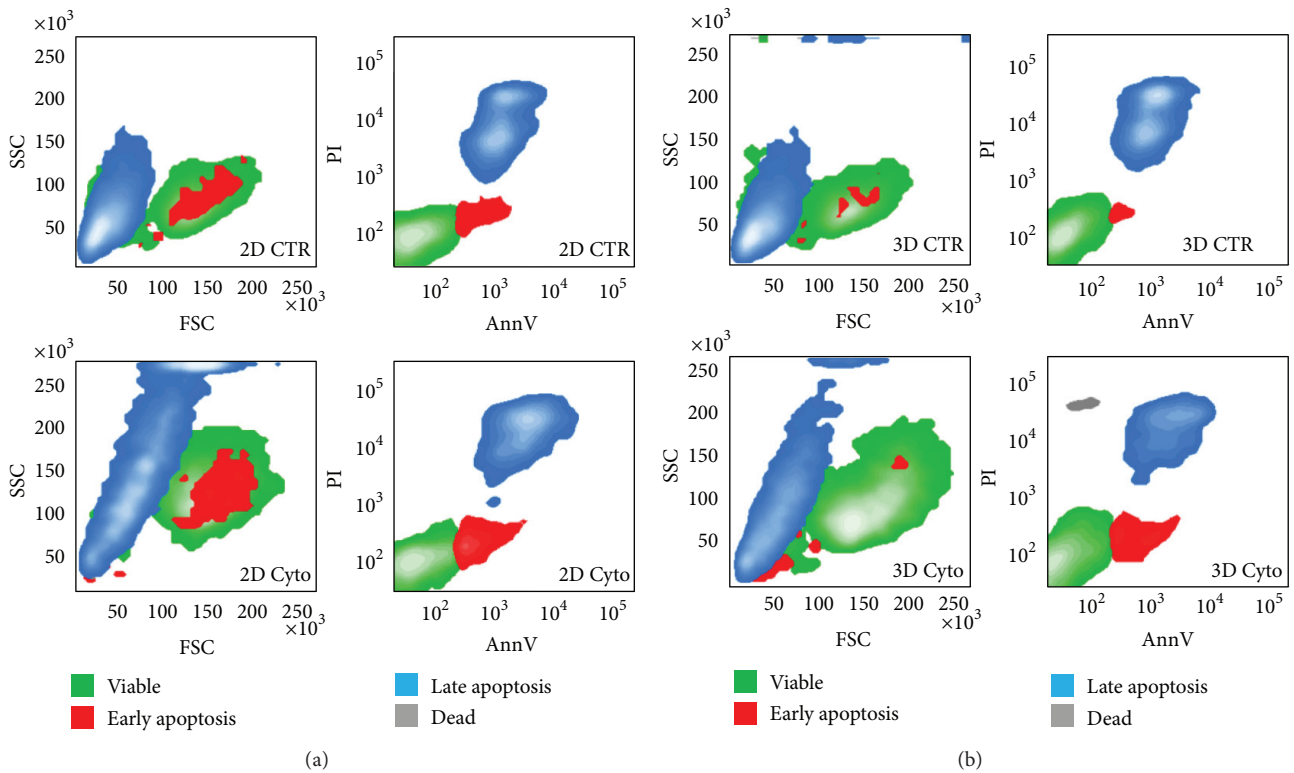 ×10³
250
200
150
100
50
SSC
2D CTR
50 100 150 200 250
×10³
FSC
10⁵
10⁴
10³
10²
PI
2D CTR
10² 10³ 10⁴ 10⁵
AnnV
×10³
250
200
150
100
50
SSC
3D CTR
50 100 150 200 250
×10³
FSC
10⁵
10⁴
10³
10²
PI
3D CTR
10² 10³ 10⁴ 10⁵
AnnV
×10³
250
200
150
100
50
SSC
2D Cyto
50 100 150 200 250
×10³
FSC
10⁵
10⁴
10³
10²
PI
2D Cyto
10² 10³ 10⁴ 10⁵
AnnV
×10³
250
200
150
100
50
SSC
3D Cyto
50 100 150 200 250
×10³
FSC
10⁵
10⁴
10³
10²
PI
3D Cyto
10² 10³ 10⁴ 10⁵
AnnV
Viable
Early apoptosis
Late apoptosis
Dead
(a)
Viable
Early apoptosis
Late apoptosis
Dead
(b)